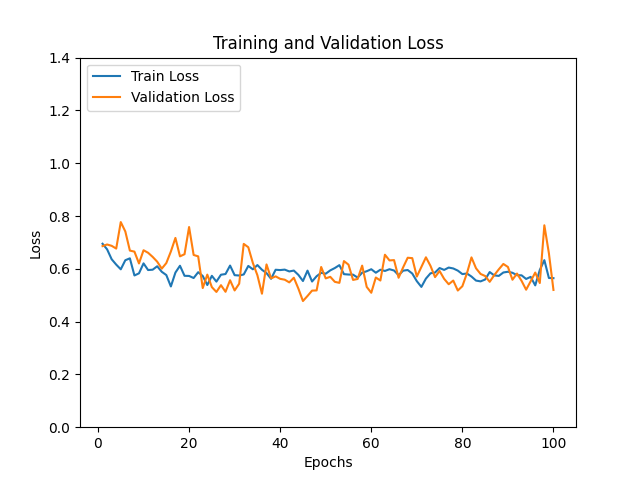 Training and Validation Loss
Train Loss
Validation Loss
1.4
1.2
1.0
0.8
0.6
0.4
0.2
0.0
Loss
0 20 40 60 80 100
Epochs